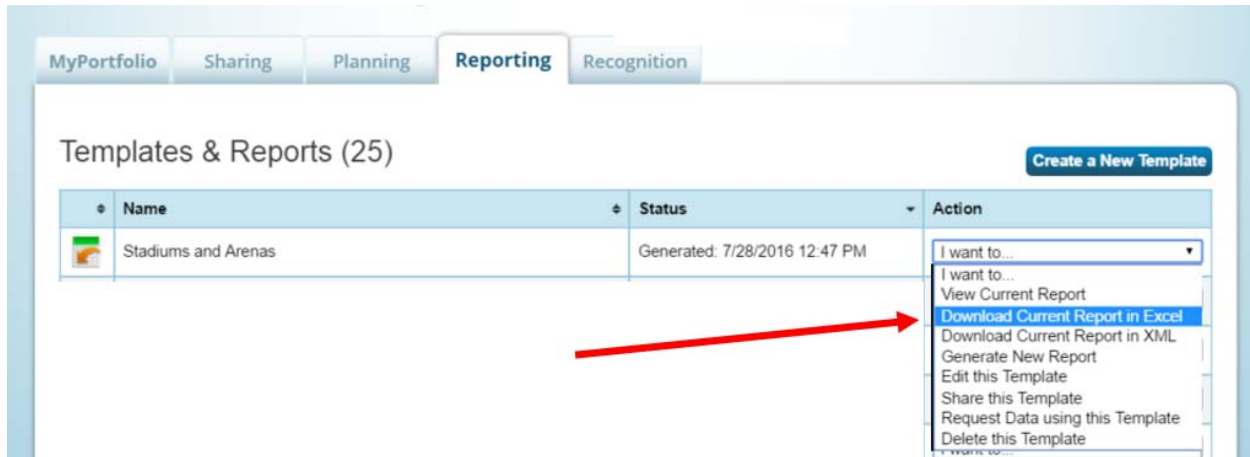 MyPortfolio Sharing Planning Reporting Recognition
Templates & Reports (25)
Create a New Template
Name Status Action
Stadiums and Arenas Generated: 7/28/2016 12:47 PM I want to...
I want to...
View Current Report
Download Current Report in Excel
Download Current Report in XML
Generate New Report
Edit this Template
Share this Template
Request Data using this Template
Delete this Template
I want to...